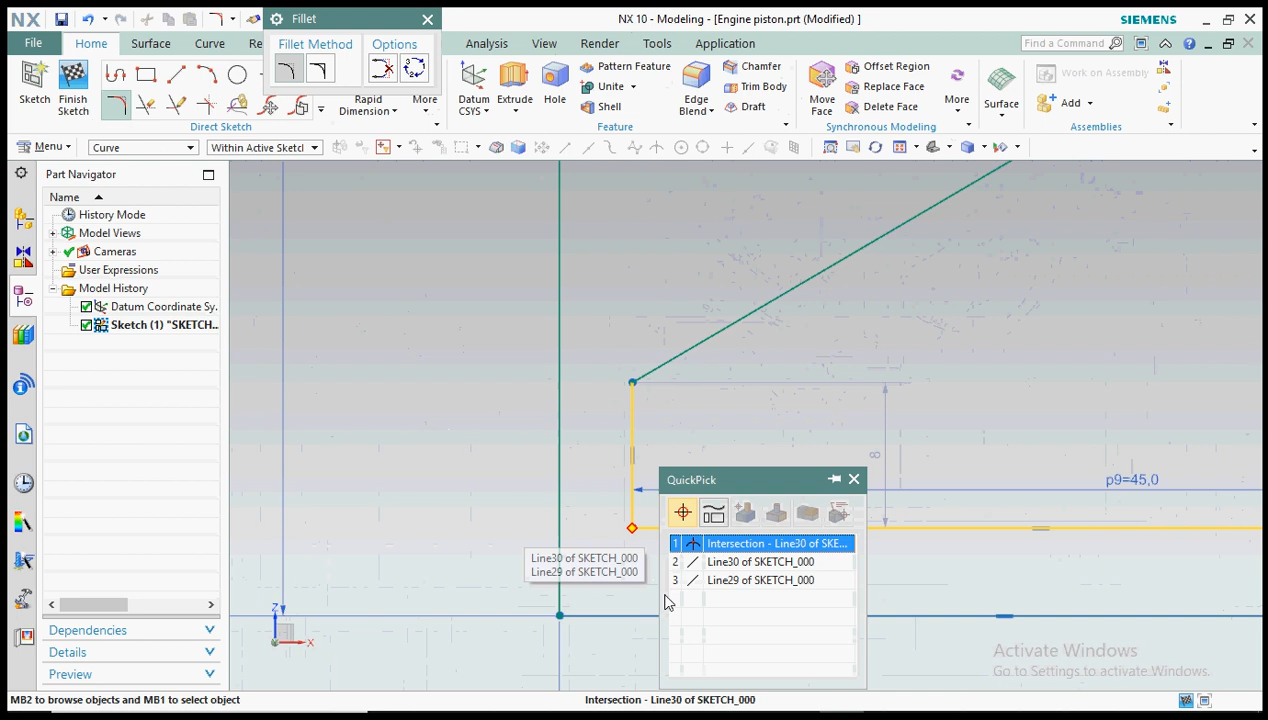 NX
Fillet
NX 10 - Modeling - [Engine piston.prt (Modified) ]
SIEMENS
File
Home
Surface
Curve
Re
Fillet Method
Options
Analysis
View
Render
Tools
Application
Find a Command
Sketch
Finish Sketch
Rapid Dimension
More
Datum CSYS
Extrude
Hole
Pattern Feature
Unite
Shell
Edge Blend
Chamfer
Trim Body
Draft
More
Move Face
Offset Region
Replace Face
Delete Face
More
Surface
Work on Assembly
Add
Direct Sketch
Feature
Synchronous Modeling
Assemblies
Menu
Curve
Within Active Sketcl
Part Navigator
Name
History Mode
Model Views
Cameras
User Expressions
Model History
Datum Coordinate Sy.
Sketch (1) "SKETCH...
Dependencies
Details
Preview
8
p9=45,0
QuickPick
1 Intersection - Line30 of SKE...
2 Line30 of SKETCH_000
3 Line29 of SKETCH_000
Line30 of SKETCH_000
Line29 of SKETCH_000
Z
X
Activate Windows
Go to Settings to activate Windows.
MB2 to browse objects and MB1 to select object
Intersection - Line30 of SKETCH_000